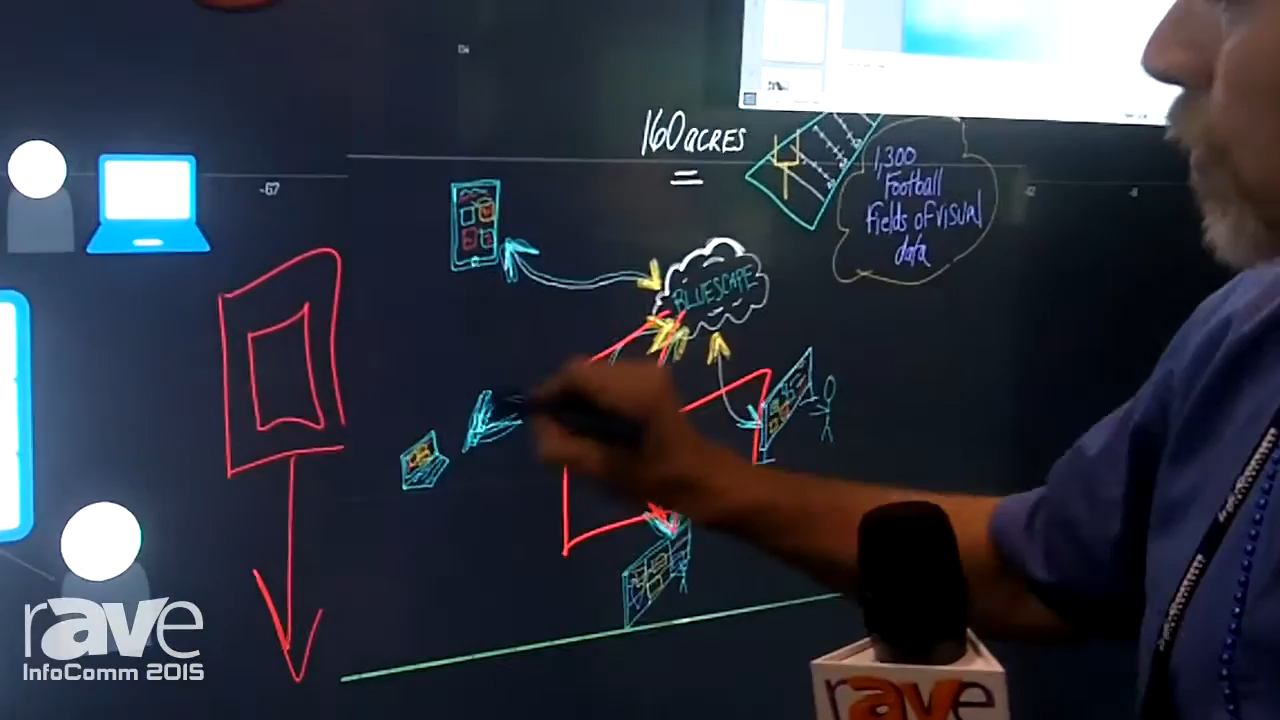 160 ACRES
=
1,300
Football
Fields of visual
data
-67
BLUESCAPE
rave
InfoComm 2015
rave